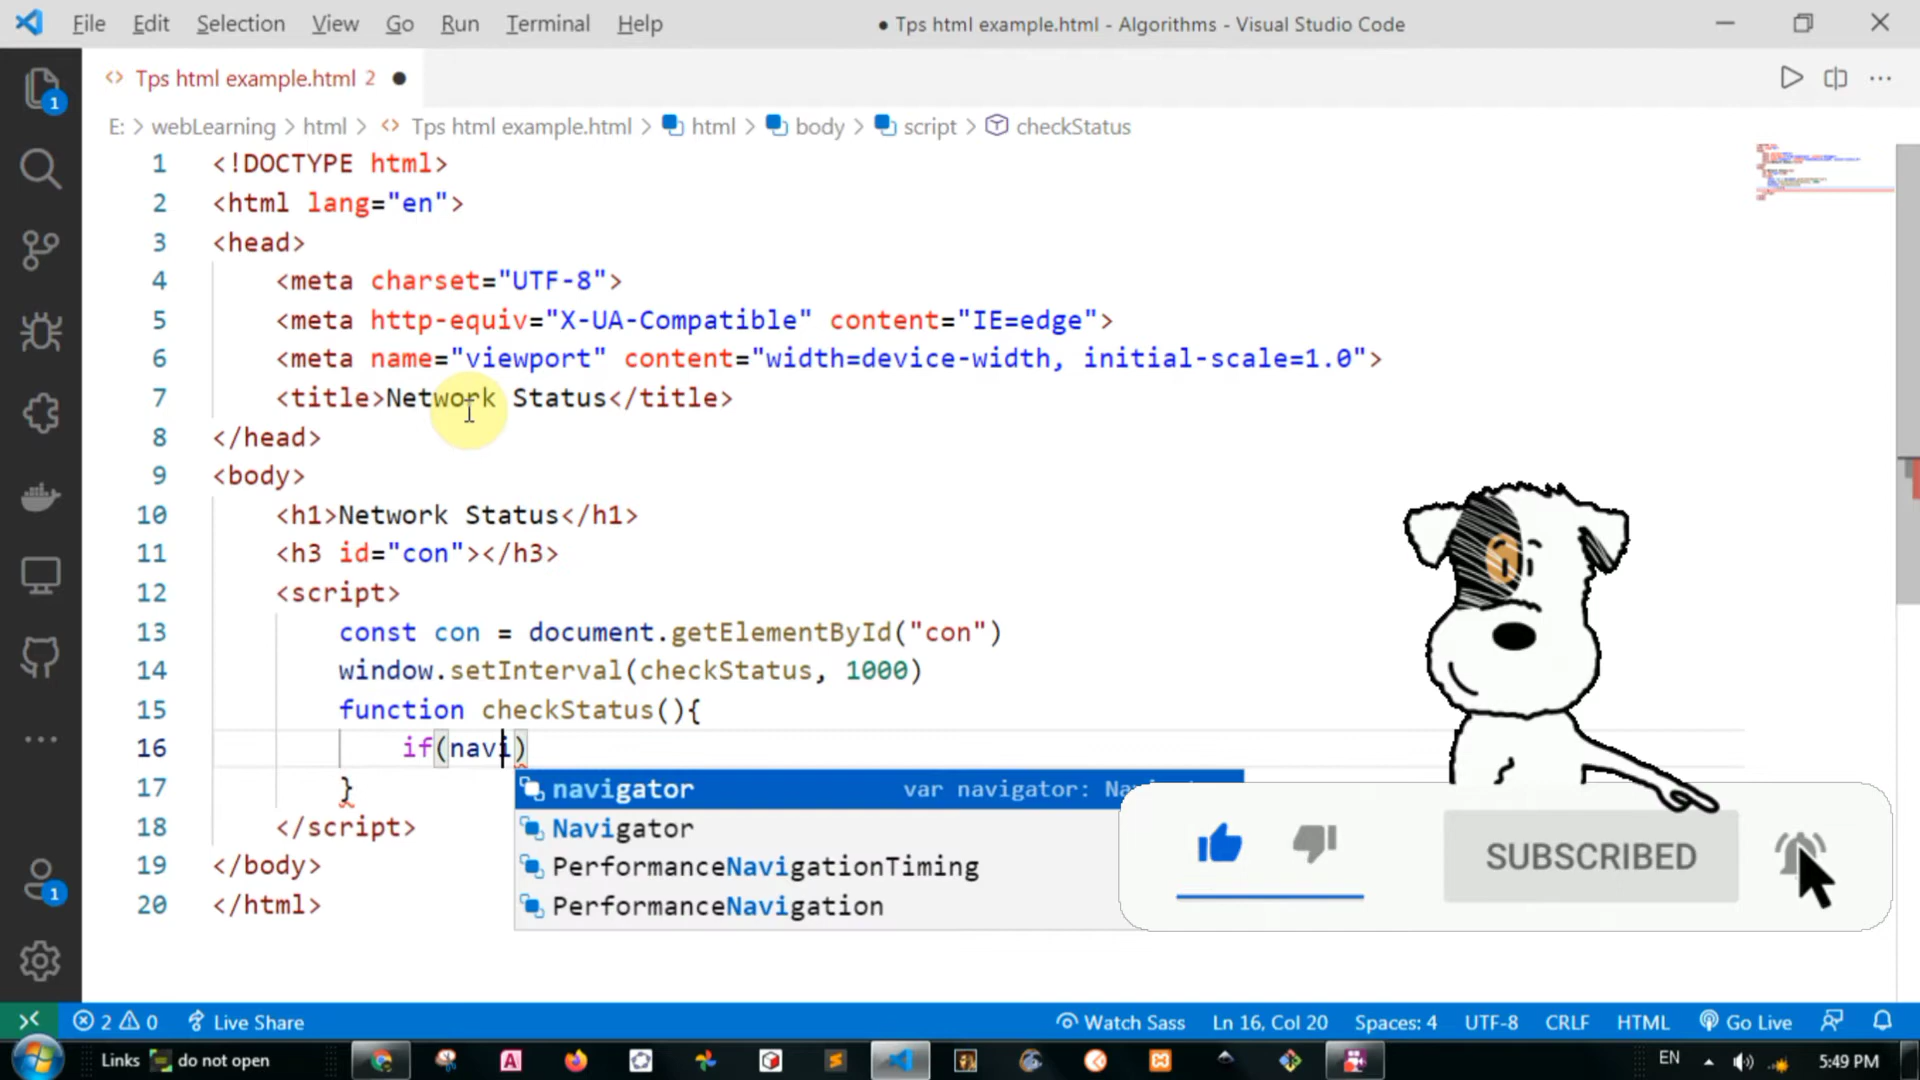 File Edit Selection View Go Run Terminal Help ● Tps html example.html - Algorithms - Visual Studio Code
<> Tps html example.html 2 ●
E: > webLearning > html > <> Tps html example.html > html > body > script > checkStatus
1 <!DOCTYPE html>
2 <html lang="en">
3 <head>
4 <meta charset="UTF-8">
5 <meta http-equiv="X-UA-Compatible" content="IE=edge">
6 <meta name="viewport" content="width=device-width, initial-scale=1.0">
7 <title>Network Status</title>
8 </head>
9 <body>
10 <h1>Network Status</h1>
11 <h3 id="con"></h3>
12 <script>
13 const con = document.getElementById("con")
14 window.setInterval(checkStatus, 1000)
15 function checkStatus(){
16 if(navi)
navigator var navigator:
17 }
Navigator
18 </script>
PerformanceNavigationTiming
19 </body>
PerformanceNavigation
20 </html>
SUBSCRIBED
1
1
2 0 Live Share Watch Sass Ln 16, Col 20 Spaces: 4 UTF-8 CRLF HTML Go Live
Links do not open EN 5:49 PM